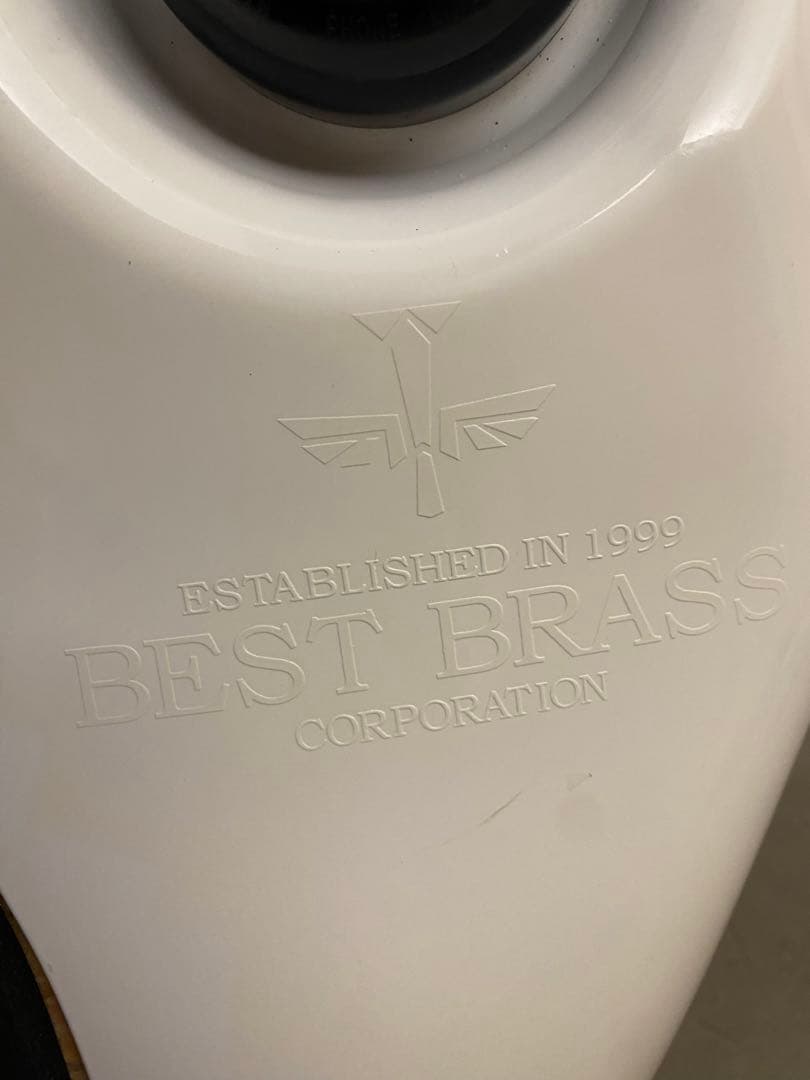 ESTABLISHED IN 1999
BEST BRASS
CORPORATION